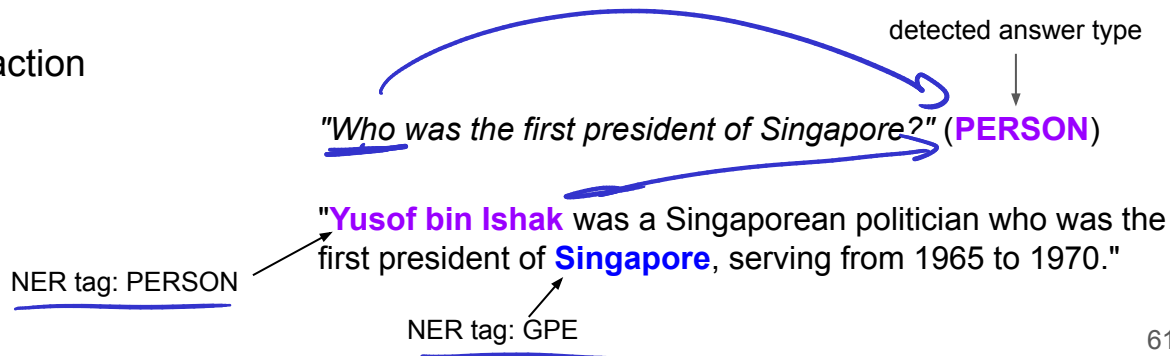 detected answer type
action
"Who was the first president of Singapore?" (PERSON)
"Yusof bin Ishak was a Singaporean politician who was the
first president of Singapore, serving from 1965 to 1970."
NER tag: PERSON
NER tag: GPE
61